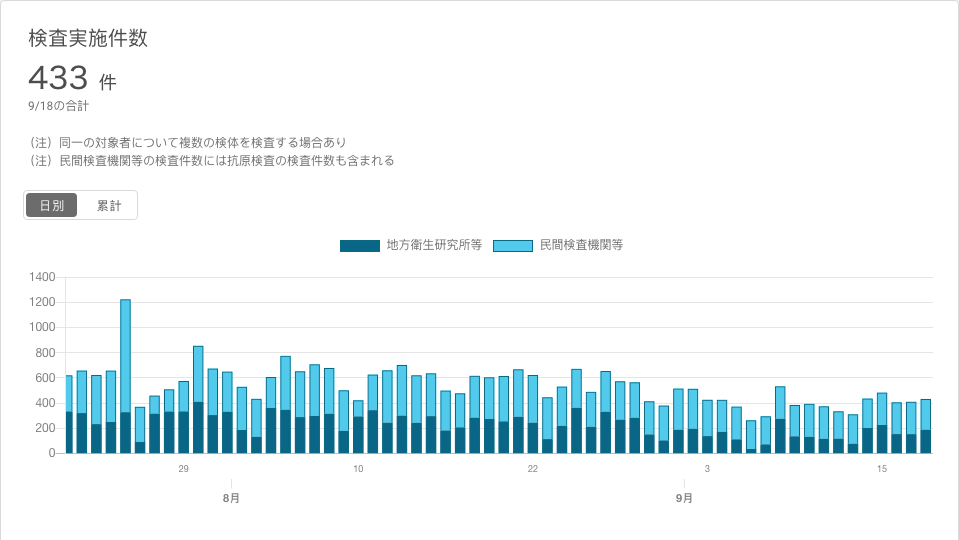 検査実施件数
433 件
9/18の合計
（注）同一の対象者について複数の検体を検査する場合あり
（注）民間検査機関等の検査件数には抗原検査の検査件数も含まれる
日別 累計
地方衛生研究所等 民間検査機関等
1400
1200
1000
800
600
400
200
0
29 10 22 3 15
8月 9月